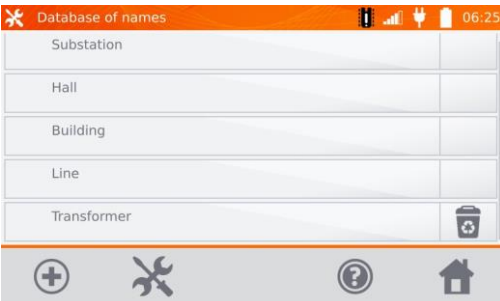 Database of names
06:25
Substation
Hall
Building
Line
Transformer